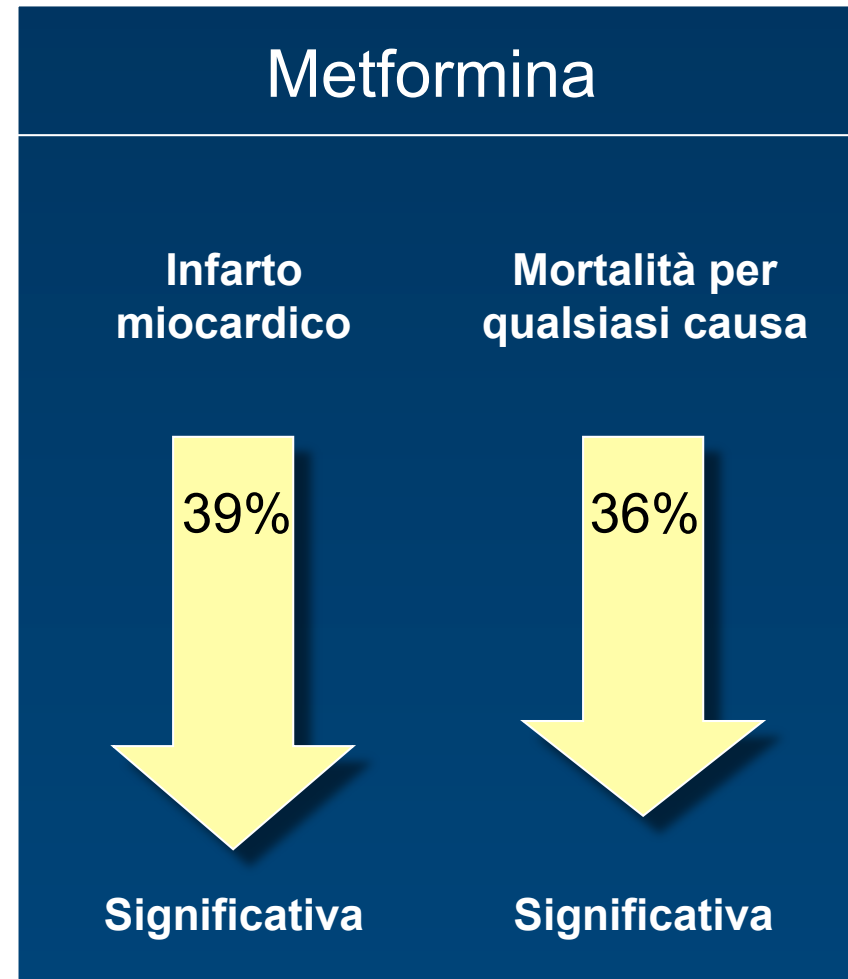 Metformina
Infarto
miocardico
Mortalità per
qualsiasi causa
39%
36%
Significativa
Significativa